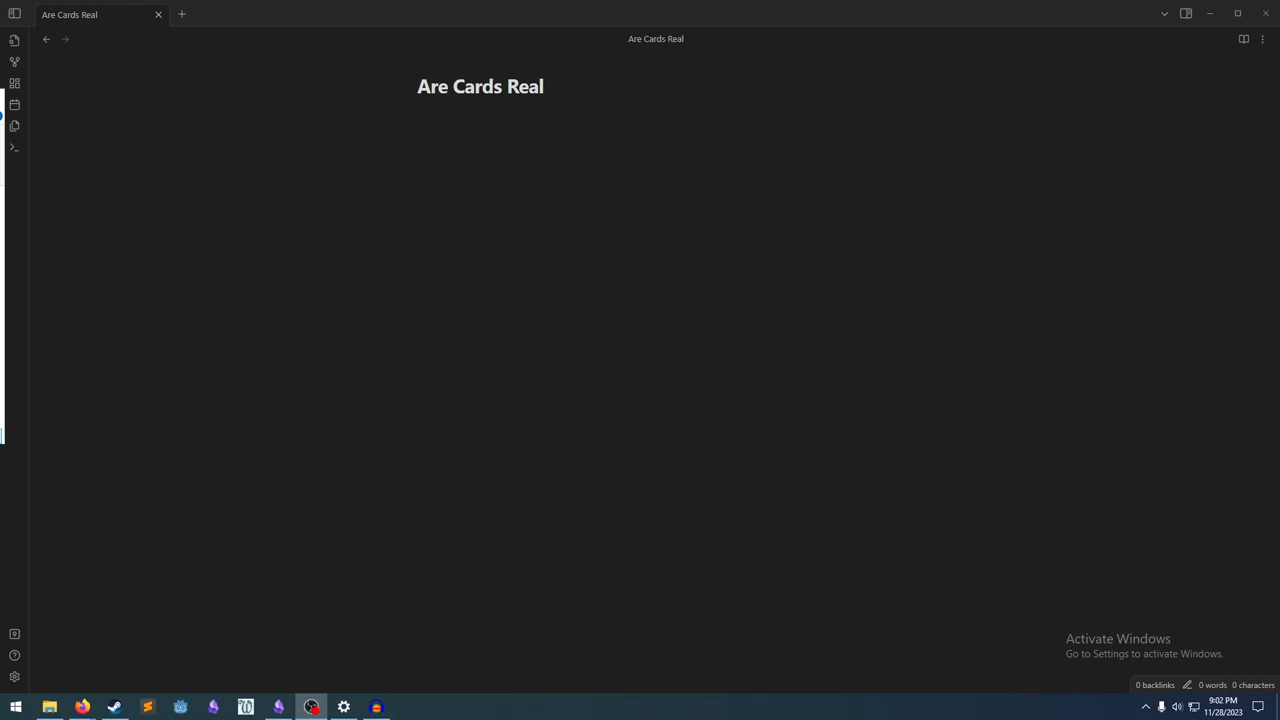 Are Cards Real
Are Cards Real
Are Cards Real
Activate Windows
Go to Settings to activate Windows.
0 backlinks 0 words 0 characters
9:02 PM
11/28/2023